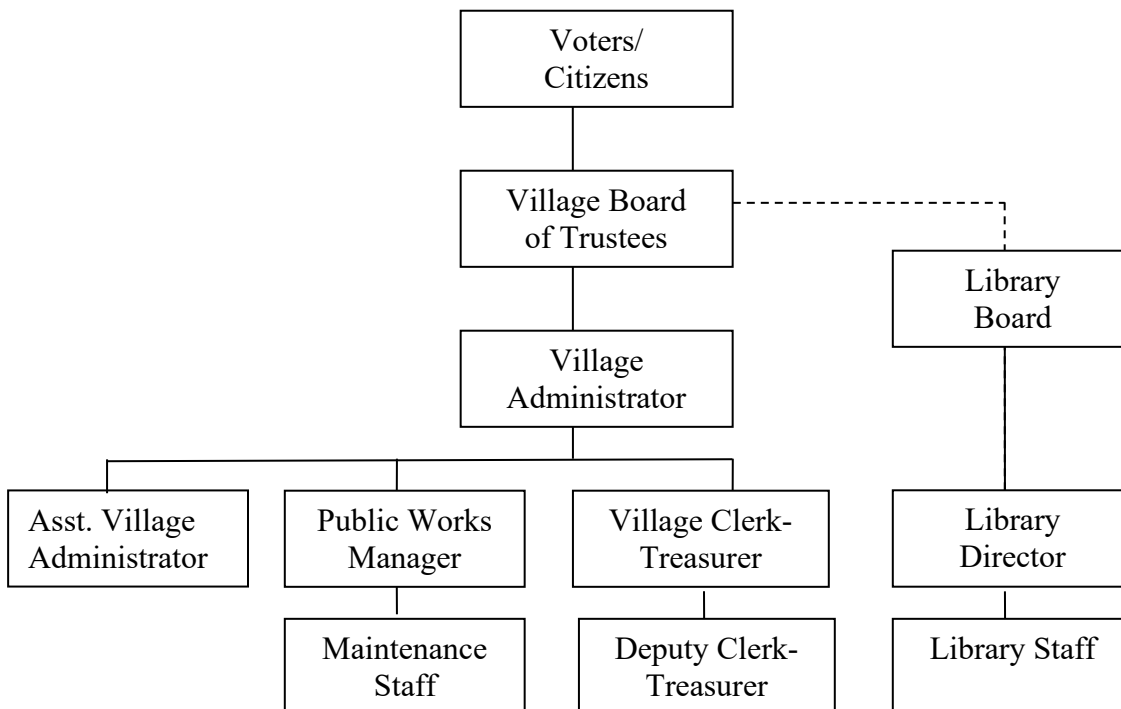 Voters/
Citizens
Village Board
of Trustees
Library
Board
Village
Administrator
Asst. Village
Administrator
Public Works
Manager
Village Clerk-
Treasurer
Library
Director
Maintenance
Staff
Deputy Clerk-
Treasurer
Library Staff